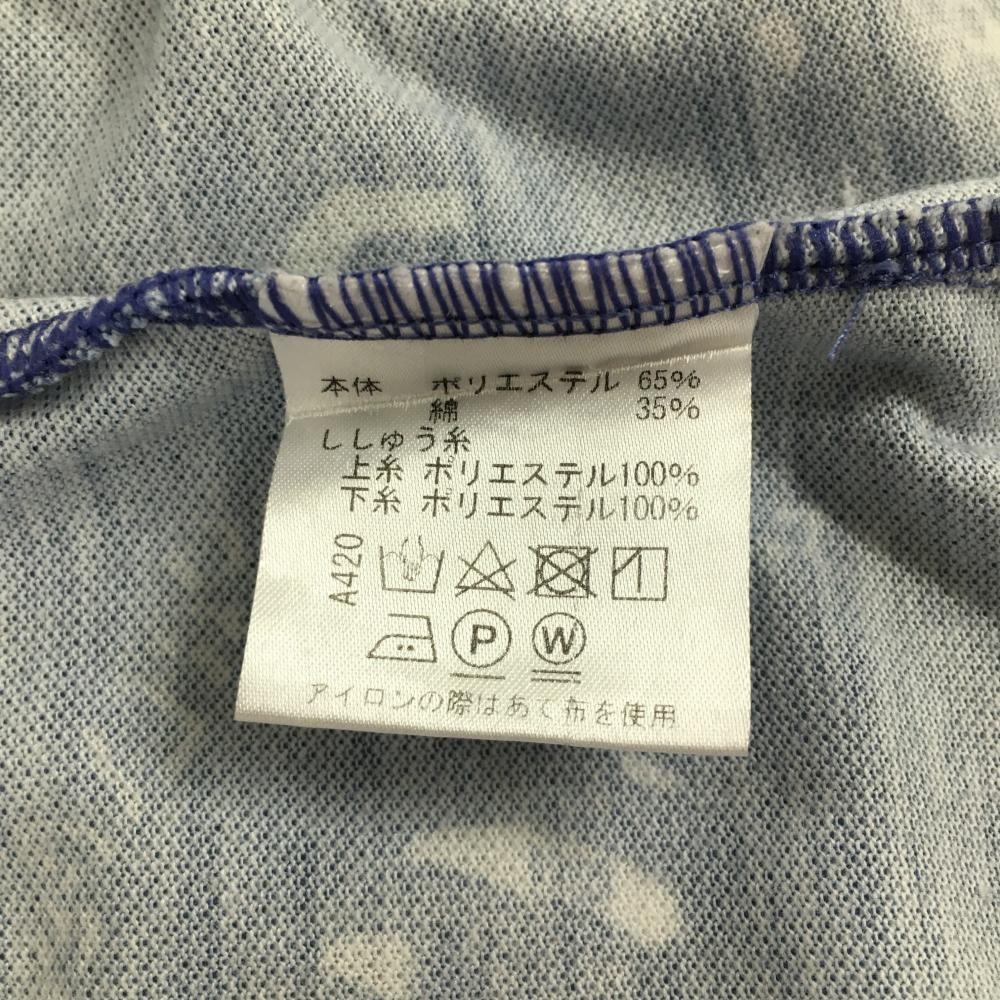 本体 ポリエステル 65%
綿 35%
ししゅう糸
上糸 ポリエステル100%
下糸 ポリエステル100%
A420
P W
アイロンの際はあて布を使用